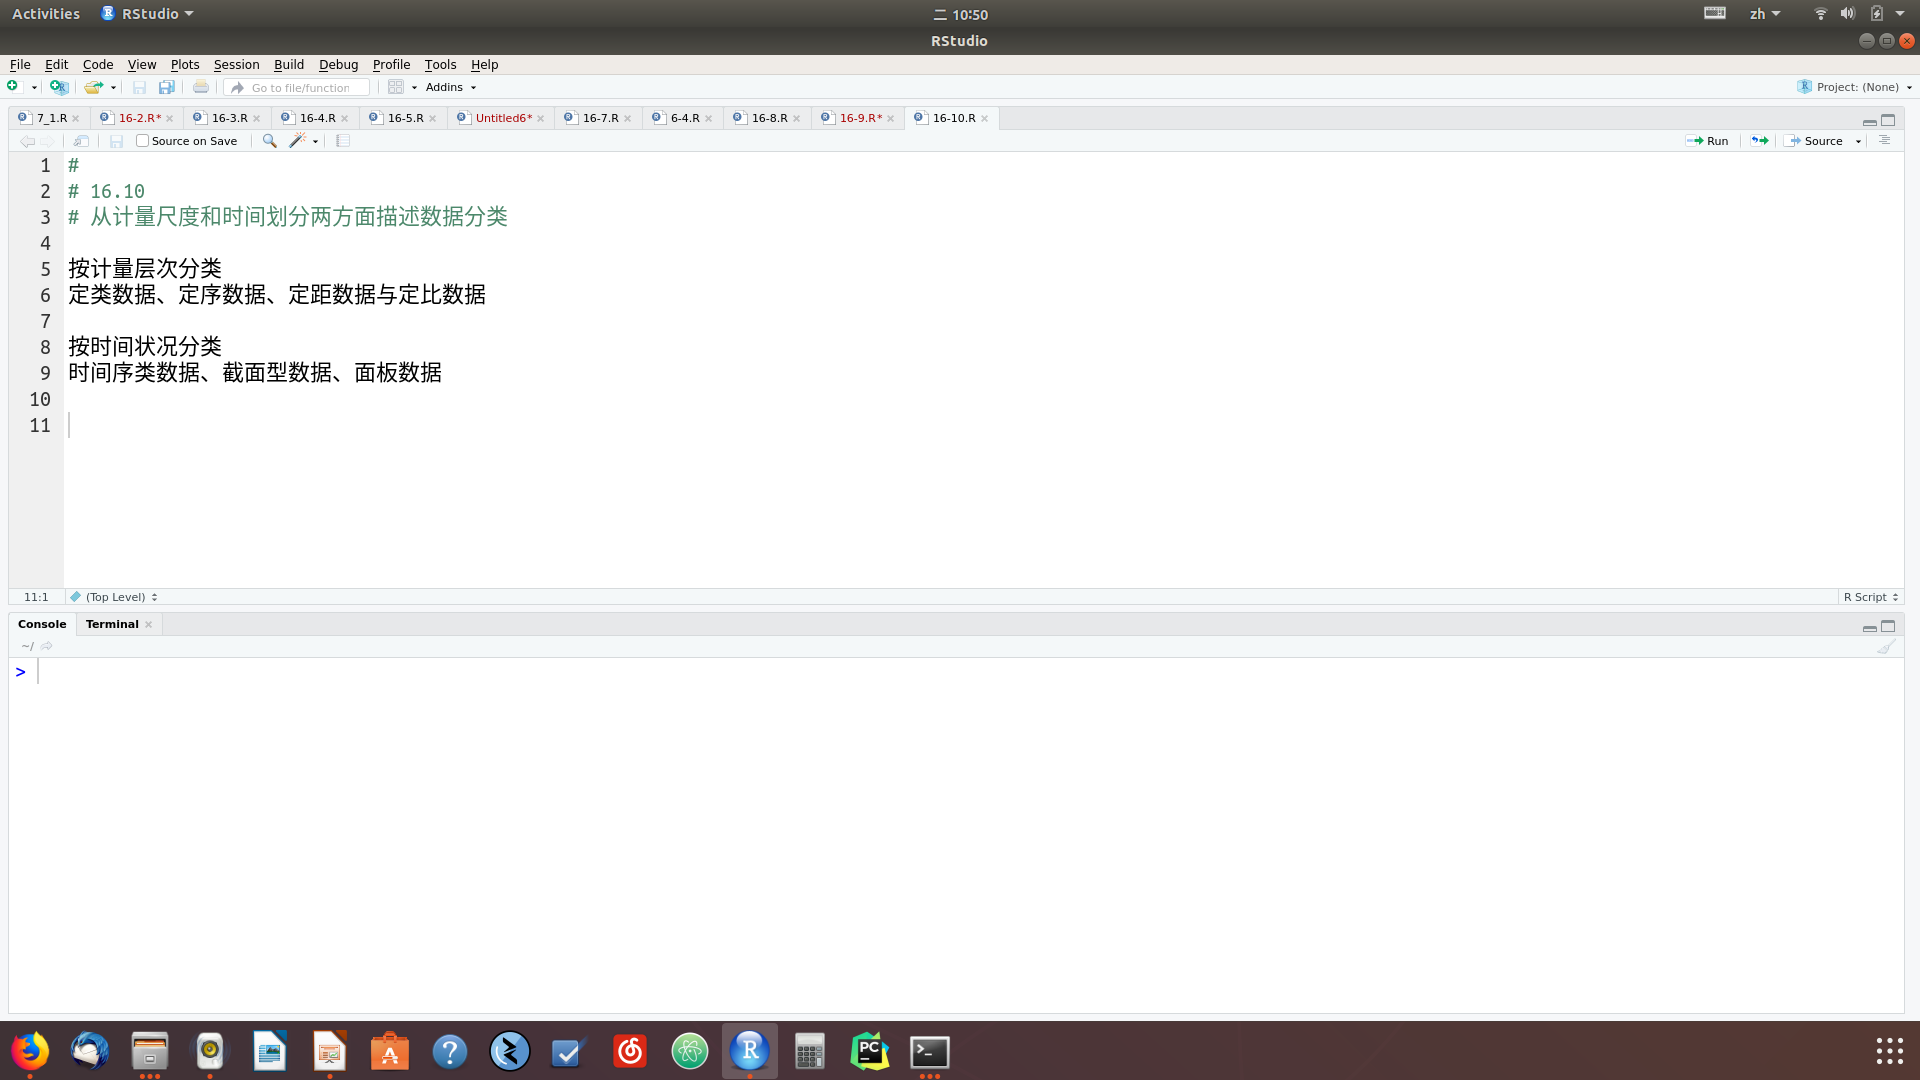 Activities RStudio 二 10:50 zh
RStudio
File Edit Code View Plots Session Build Debug Profile Tools Help
Go to file/function Addins Project: (None)
7_1.R 16-2.R* 16-3.R 16-4.R 16-5.R Untitled6* 16-7.R 6-4.R 16-8.R 16-9.R* 16-10.R
Source on Save Run Source
1 #
2 # 16.10
3 # 从计量尺度和时间划分两方面描述数据分类
4
5 按计量层次分类
6 定类数据、定序数据、定距数据与定比数据
7
8 按时间状况分类
9 时间序类数据、截面型数据、面板数据
10
11
11:1 (Top Level) R Script
Console Terminal
~/
>